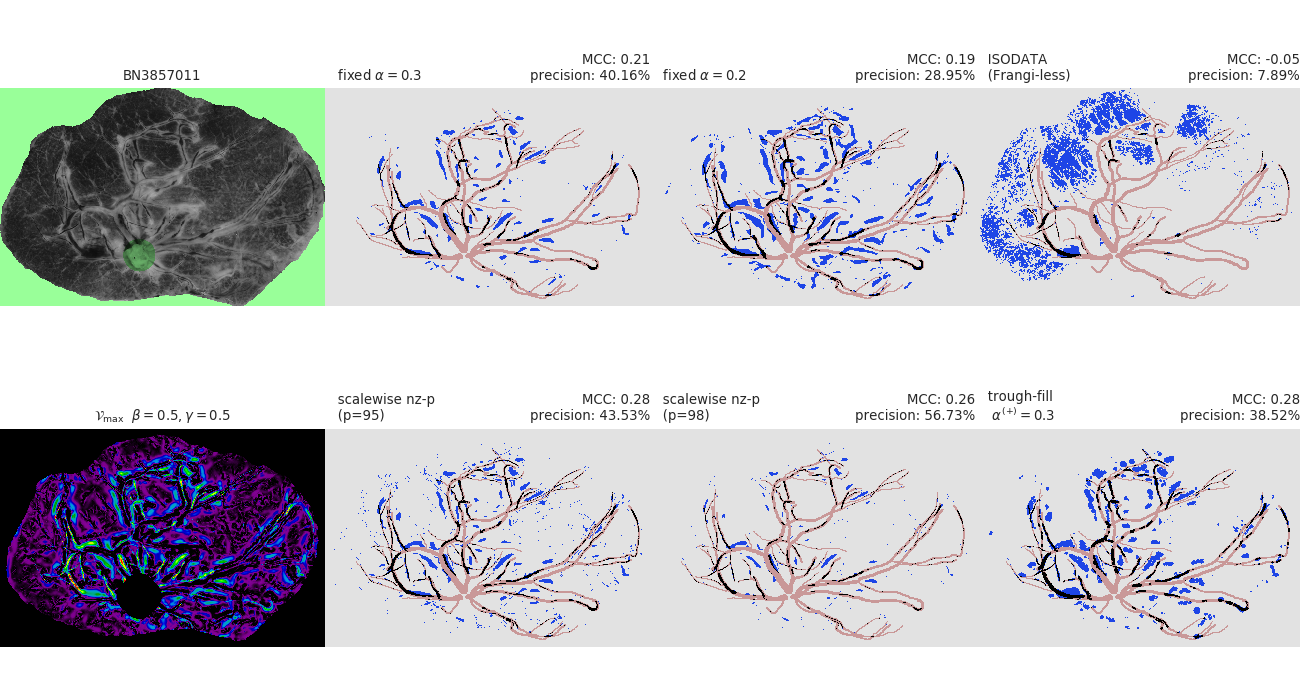 BN3857011
fixed α = 0.3
MCC: 0.21
precision: 40.16%
fixed α = 0.2
MCC: 0.19
precision: 28.95%
ISODATA
(Frangi-less)
MCC: -0.05
precision: 7.89%
𝒱max β = 0.5, γ = 0.5
scalewise nz-p
(p=95)
MCC: 0.28
precision: 43.53%
scalewise nz-p
(p=98)
MCC: 0.26
precision: 56.73%
trough-fill
α(+) = 0.3
MCC: 0.28
precision: 38.52%